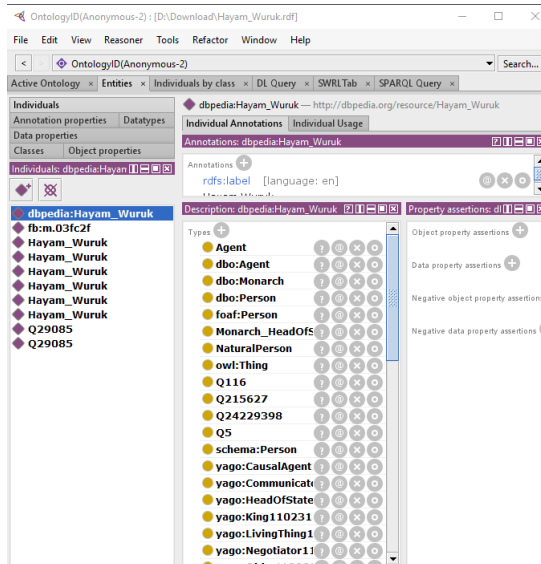 OntologyID(Anonymous-2) : [D:\Download\Hayam_Wuruk.rdf]
File Edit View Reasoner Tools Refactor Window Help
< OntologyID(Anonymous-2) Search...
Active Ontology × Entities × Individuals by class × DL Query × SWRLTab × SPARQL Query ×
Individuals
Annotation properties Datatypes
Data properties
Classes Object properties
Individuals: dbpedia:Hayan
dbpedia:Hayam_Wuruk
fb:m.03fc2f
Hayam_Wuruk
Hayam_Wuruk
Hayam_Wuruk
Hayam_Wuruk
Hayam_Wuruk
Q29085
Q29085
dbpedia:Hayam_Wuruk — http://dbpedia.org/resource/Hayam_Wuruk
Individual Annotations Individual Usage
Annotations: dbpedia:Hayam_Wuruk
Annotations
rdfs:label [language: en]
Description: dbpedia:Hayam_Wuruk
Types
Agent
dbo:Agent
dbo:Monarch
dbo:Person
foaf:Person
Monarch_HeadOfS
NaturalPerson
owl:Thing
Q116
Q215627
Q24229398
Q5
schema:Person
yago:CausalAgent
yago:Communicat
yago:HeadOfState
yago:King110231
yago:LivingThing1
yago:Negotiator11
Property assertions: dl
Object property assertions
Data property assertions
Negative object property assertions
Negative data property assertions